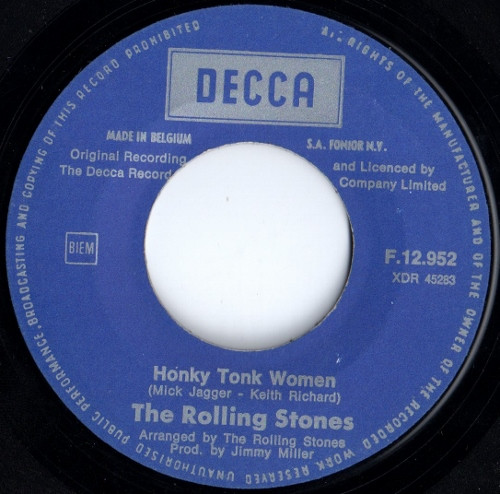 ALL RIGHTS OF THE MANUFACTURER AND OF THE OWNER OF THE RECORDED WORK RESERVED UNAUTHORISED PUBLIC PERFORMANCE, BROADCASTING AND COPYING OF THIS RECORD PROHIBITED
DECCA
MADE IN BELGIUM
S.A. FONIOR N.V.
Original Recording
and Licenced by
The Decca Record
Company Limited
BIEM
F.12.952
XDR 45283
Honky Tonk Women
(Mick Jagger - Keith Richard)
The Rolling Stones
Arranged by The Rolling Stones
Prod. by Jimmy Miller